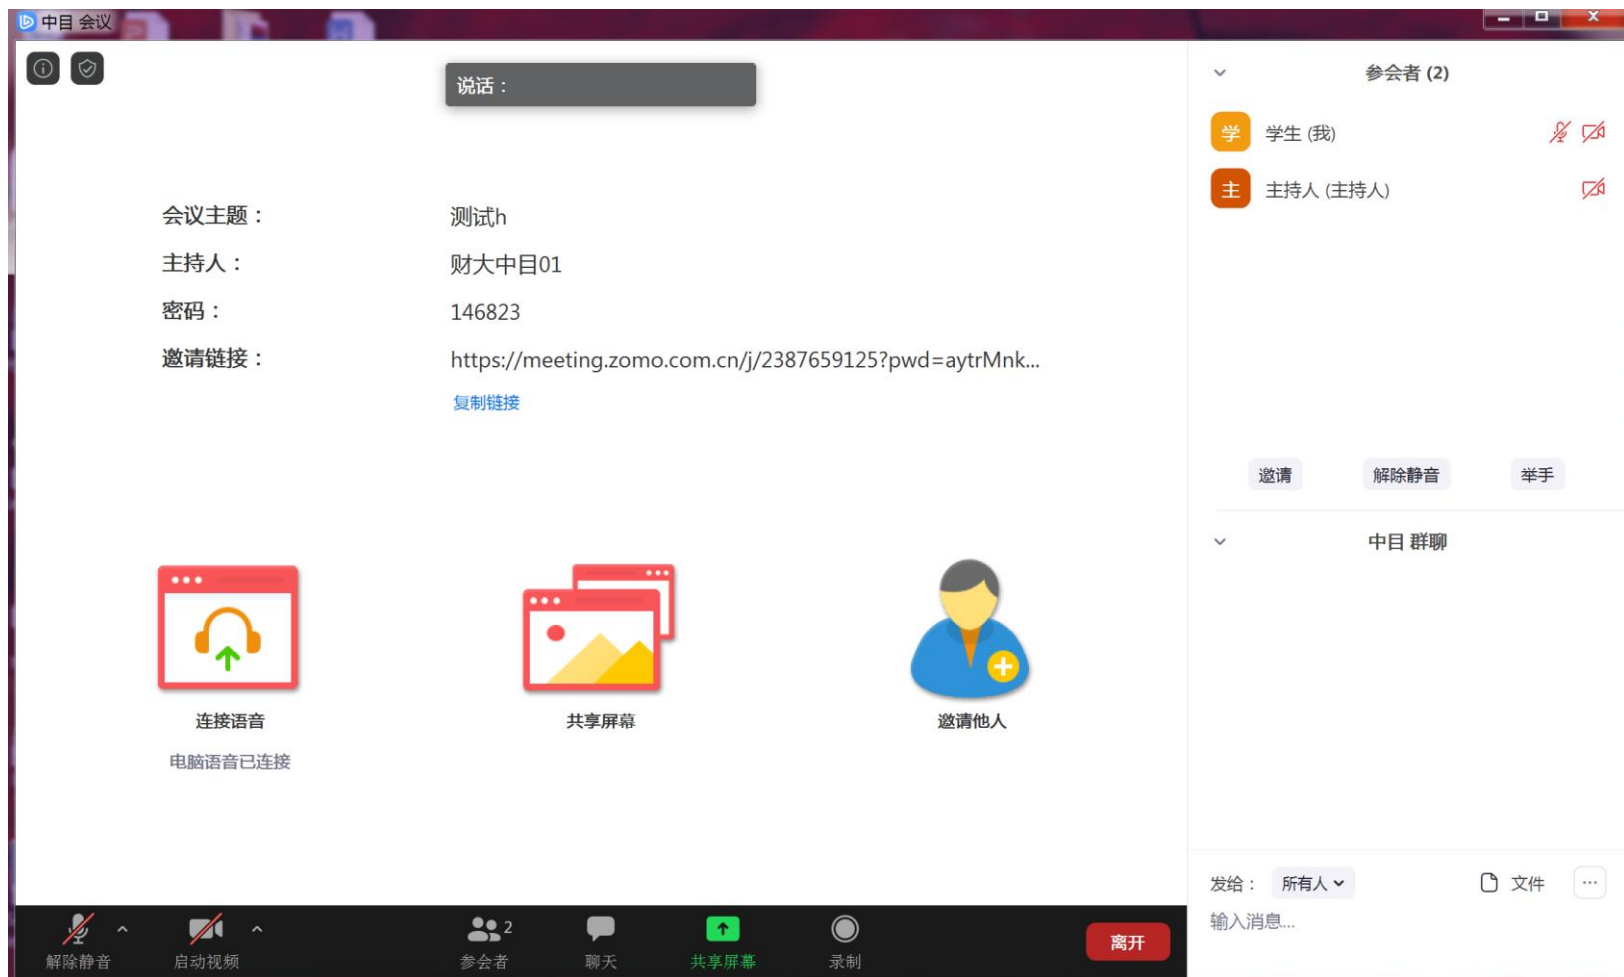 中目 会议
说话：
会议主题： 测试h
主持人： 财大中目01
密码： 146823
邀请链接： https://meeting.zomo.com.cn/j/2387659125?pwd=aytrMnk...
复制链接
连接语音
电脑语音已连接
共享屏幕
邀请他人
解除静音
启动视频
2
参会者
聊天
共享屏幕
录制
离开
参会者 (2)
学 学生 (我)
主 主持人 (主持人)
邀请 解除静音 举手
中目 群聊
发给： 所有人 文件 ...
输入消息...